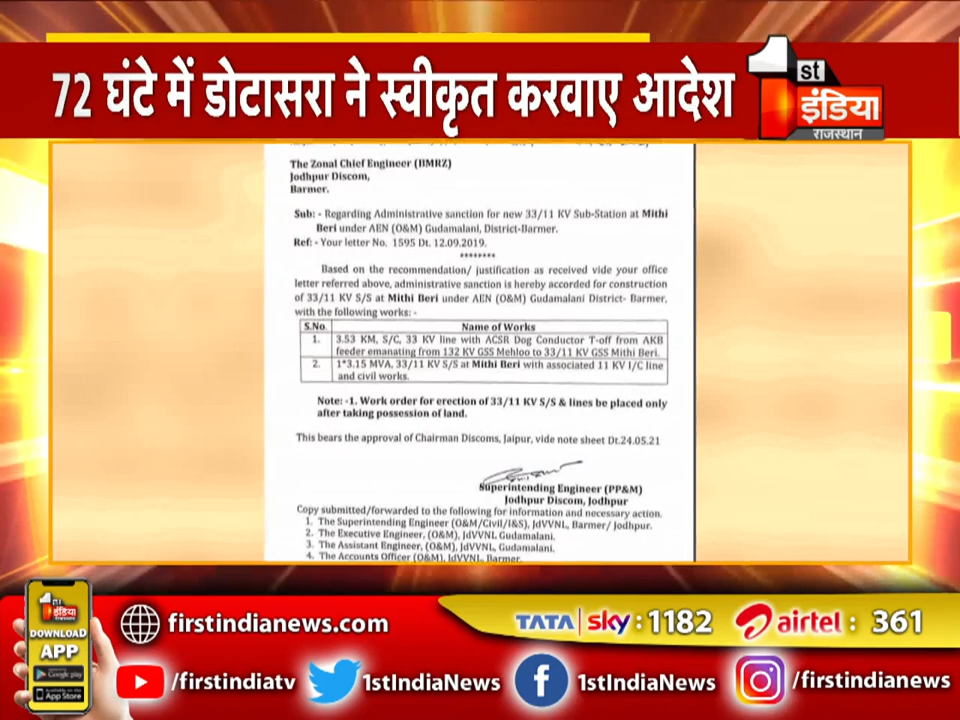 72 घंटे में डोटासरा ने स्वीकृत करवाए आदेश
1st
इंडिया
राजस्थान
The Zonal Chief Engineer (BMRZ)
Jodhpur Discom,
Barmer.
Sub: - Regarding Administrative sanction for new 33/11 KV Sub-Station at Mithi
Beri under AEN (O&M) Gudamalani, District-Barmer.
Ref: - Your letter No. 1595 Dt. 12.09.2019.
********
Based on the recommendation/ justification as received vide your office
letter referred above, administrative sanction is hereby accorded for construction
of 33/11 KV S/S at Mithi Beri under AEN (O&M) Gudamalani District- Barmer,
with the following works: -
S.No. Name of Works
1. 3.53 KM, S/C, 33 KV line with ACSR Dog Conductor T-off from AKB
feeder emanating from 132 KV GSS Mehloo to 33/11 KV GSS Mithi Beri.
2. 1*3.15 MVA, 33/11 KV S/S at Mithi Beri with associated 11 KV I/C line
and civil works.
Note: -1. Work order for erection of 33/11 KV S/S & lines be placed only
after taking possession of land.
This bears the approval of Chairman Discoms, Jaipur, vide note sheet Dt.24.05.21
Superintending Engineer (PP&M)
Jodhpur Discom, Jodhpur
Copy submitted/forwarded to the following for information and necessary action.
1. The Superintending Engineer (O&M/Civil/I&S), JdVVNL, Barmer/ Jodhpur.
2. The Executive Engineer, (O&M), JdVVNL Gudamalani.
3. The Assistant Engineer, (O&M), JdVVNL, Gudamalani.
4. The Accounts Officer (O&M), JdVVNL, Barmer.
1st
इंडिया
DOWNLOAD
APP
Google play
App Store
firstindianews.com
TATA sky : 1182
airtel : 361
/firstindiatv
1stIndiaNews
1stIndiaNews
/firstindianews